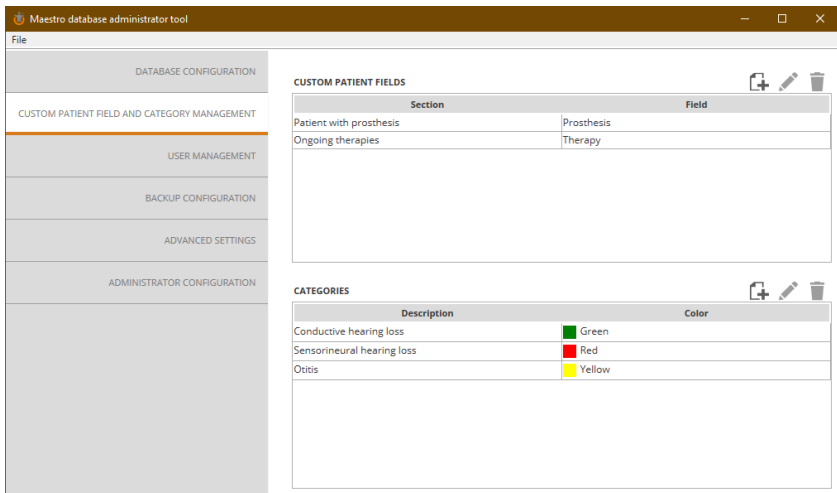 Maestro database administrator tool
File
DATABASE CONFIGURATION
CUSTOM PATIENT FIELD AND CATEGORY MANAGEMENT
USER MANAGEMENT
BACKUP CONFIGURATION
ADVANCED SETTINGS
ADMINISTRATOR CONFIGURATION
CUSTOM PATIENT FIELDS
Section Field
Patient with prosthesis Prosthesis
Ongoing therapies Therapy
CATEGORIES
Description Color
Conductive hearing loss Green
Sensorineural hearing loss Red
Otitis Yellow